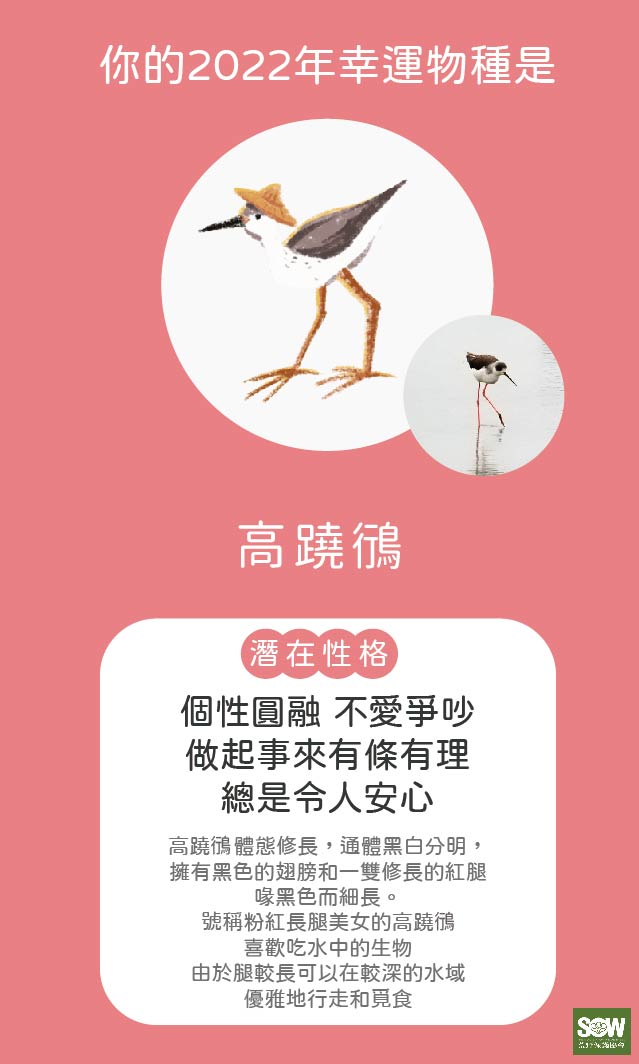 你的2022年幸運物種是
高蹺鴴
潛在性格
個性圓融 不愛爭吵
做起事來有條有理
總是令人安心
高蹺鴴體態修長，通體黑白分明，
擁有黑色的翅膀和一雙修長的紅腿
喙黑色而細長。
號稱粉紅長腿美女的高蹺鴴
喜歡吃水中的生物
由於腿較長可以在較深的水域
優雅地行走和覓食
SOW
荒野保護協會